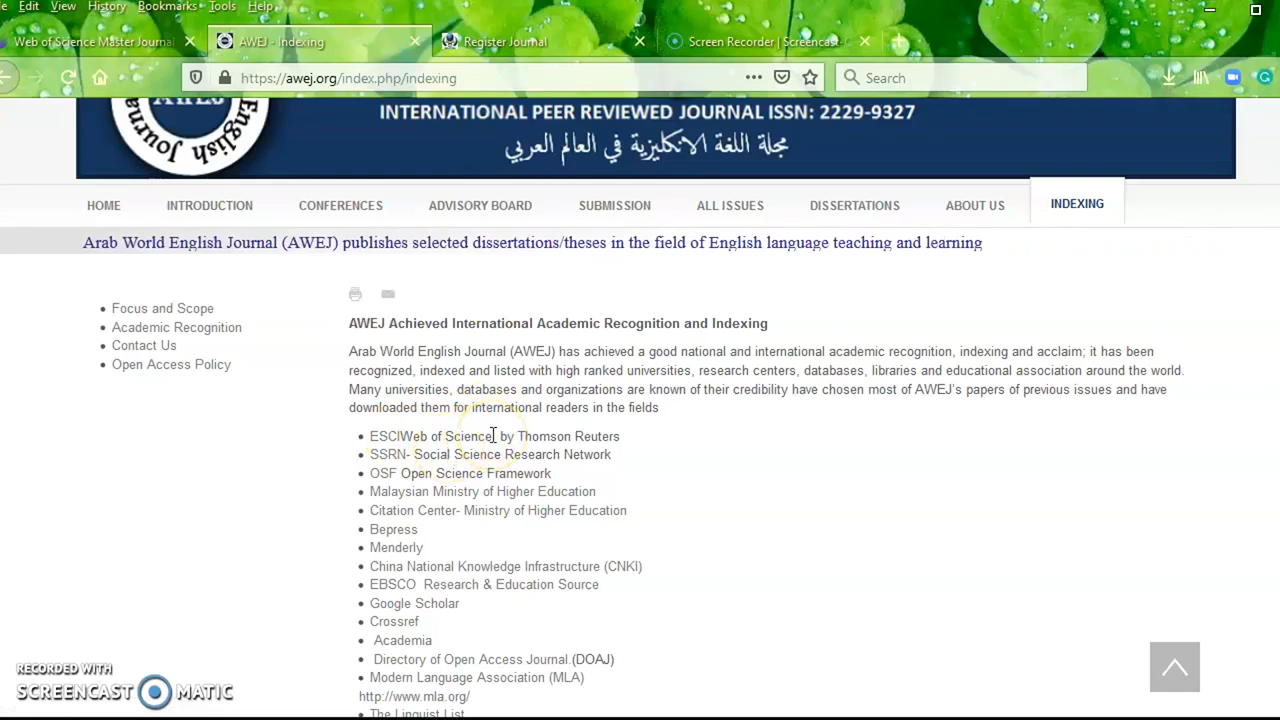 Edit View History Bookmarks Tools Help
Web of Science Master Journal
AWEJ - Indexing
Register Journal
Screen Recorder | Screencast-
https://awej.org/index.php/indexing
Search
English Journal
INTERNATIONAL PEER REVIEWED JOURNAL ISSN: 2229-9327
مجلة اللغة الانكليزية في العالم العربي
HOME INTRODUCTION CONFERENCES ADVISORY BOARD SUBMISSION ALL ISSUES DISSERTATIONS ABOUT US INDEXING
Arab World English Journal (AWEJ) publishes selected dissertations/theses in the field of English language teaching and learning
Focus and Scope
Academic Recognition
Contact Us
Open Access Policy
AWEJ Achieved International Academic Recognition and Indexing
Arab World English Journal (AWEJ) has achieved a good national and international academic recognition, indexing and acclaim; it has been
recognized, indexed and listed with high ranked universities, research centers, databases, libraries and educational association around the world.
Many universities, databases and organizations are known of their credibility have chosen most of AWEJ's papers of previous issues and have
downloaded them for international readers in the fields
ESCIWeb of Science, by Thomson Reuters
SSRN- Social Science Research Network
OSF Open Science Framework
Malaysian Ministry of Higher Education
Citation Center- Ministry of Higher Education
Bepress
Menderly
China National Knowledge Infrastructure (CNKI)
EBSCO Research & Education Source
Google Scholar
Crossref
Academia
Directory of Open Access Journal.(DOAJ)
Modern Language Association (MLA)
http://www.mla.org/
The Linguist List
RECORDED WITH
SCREENCAST MATIC